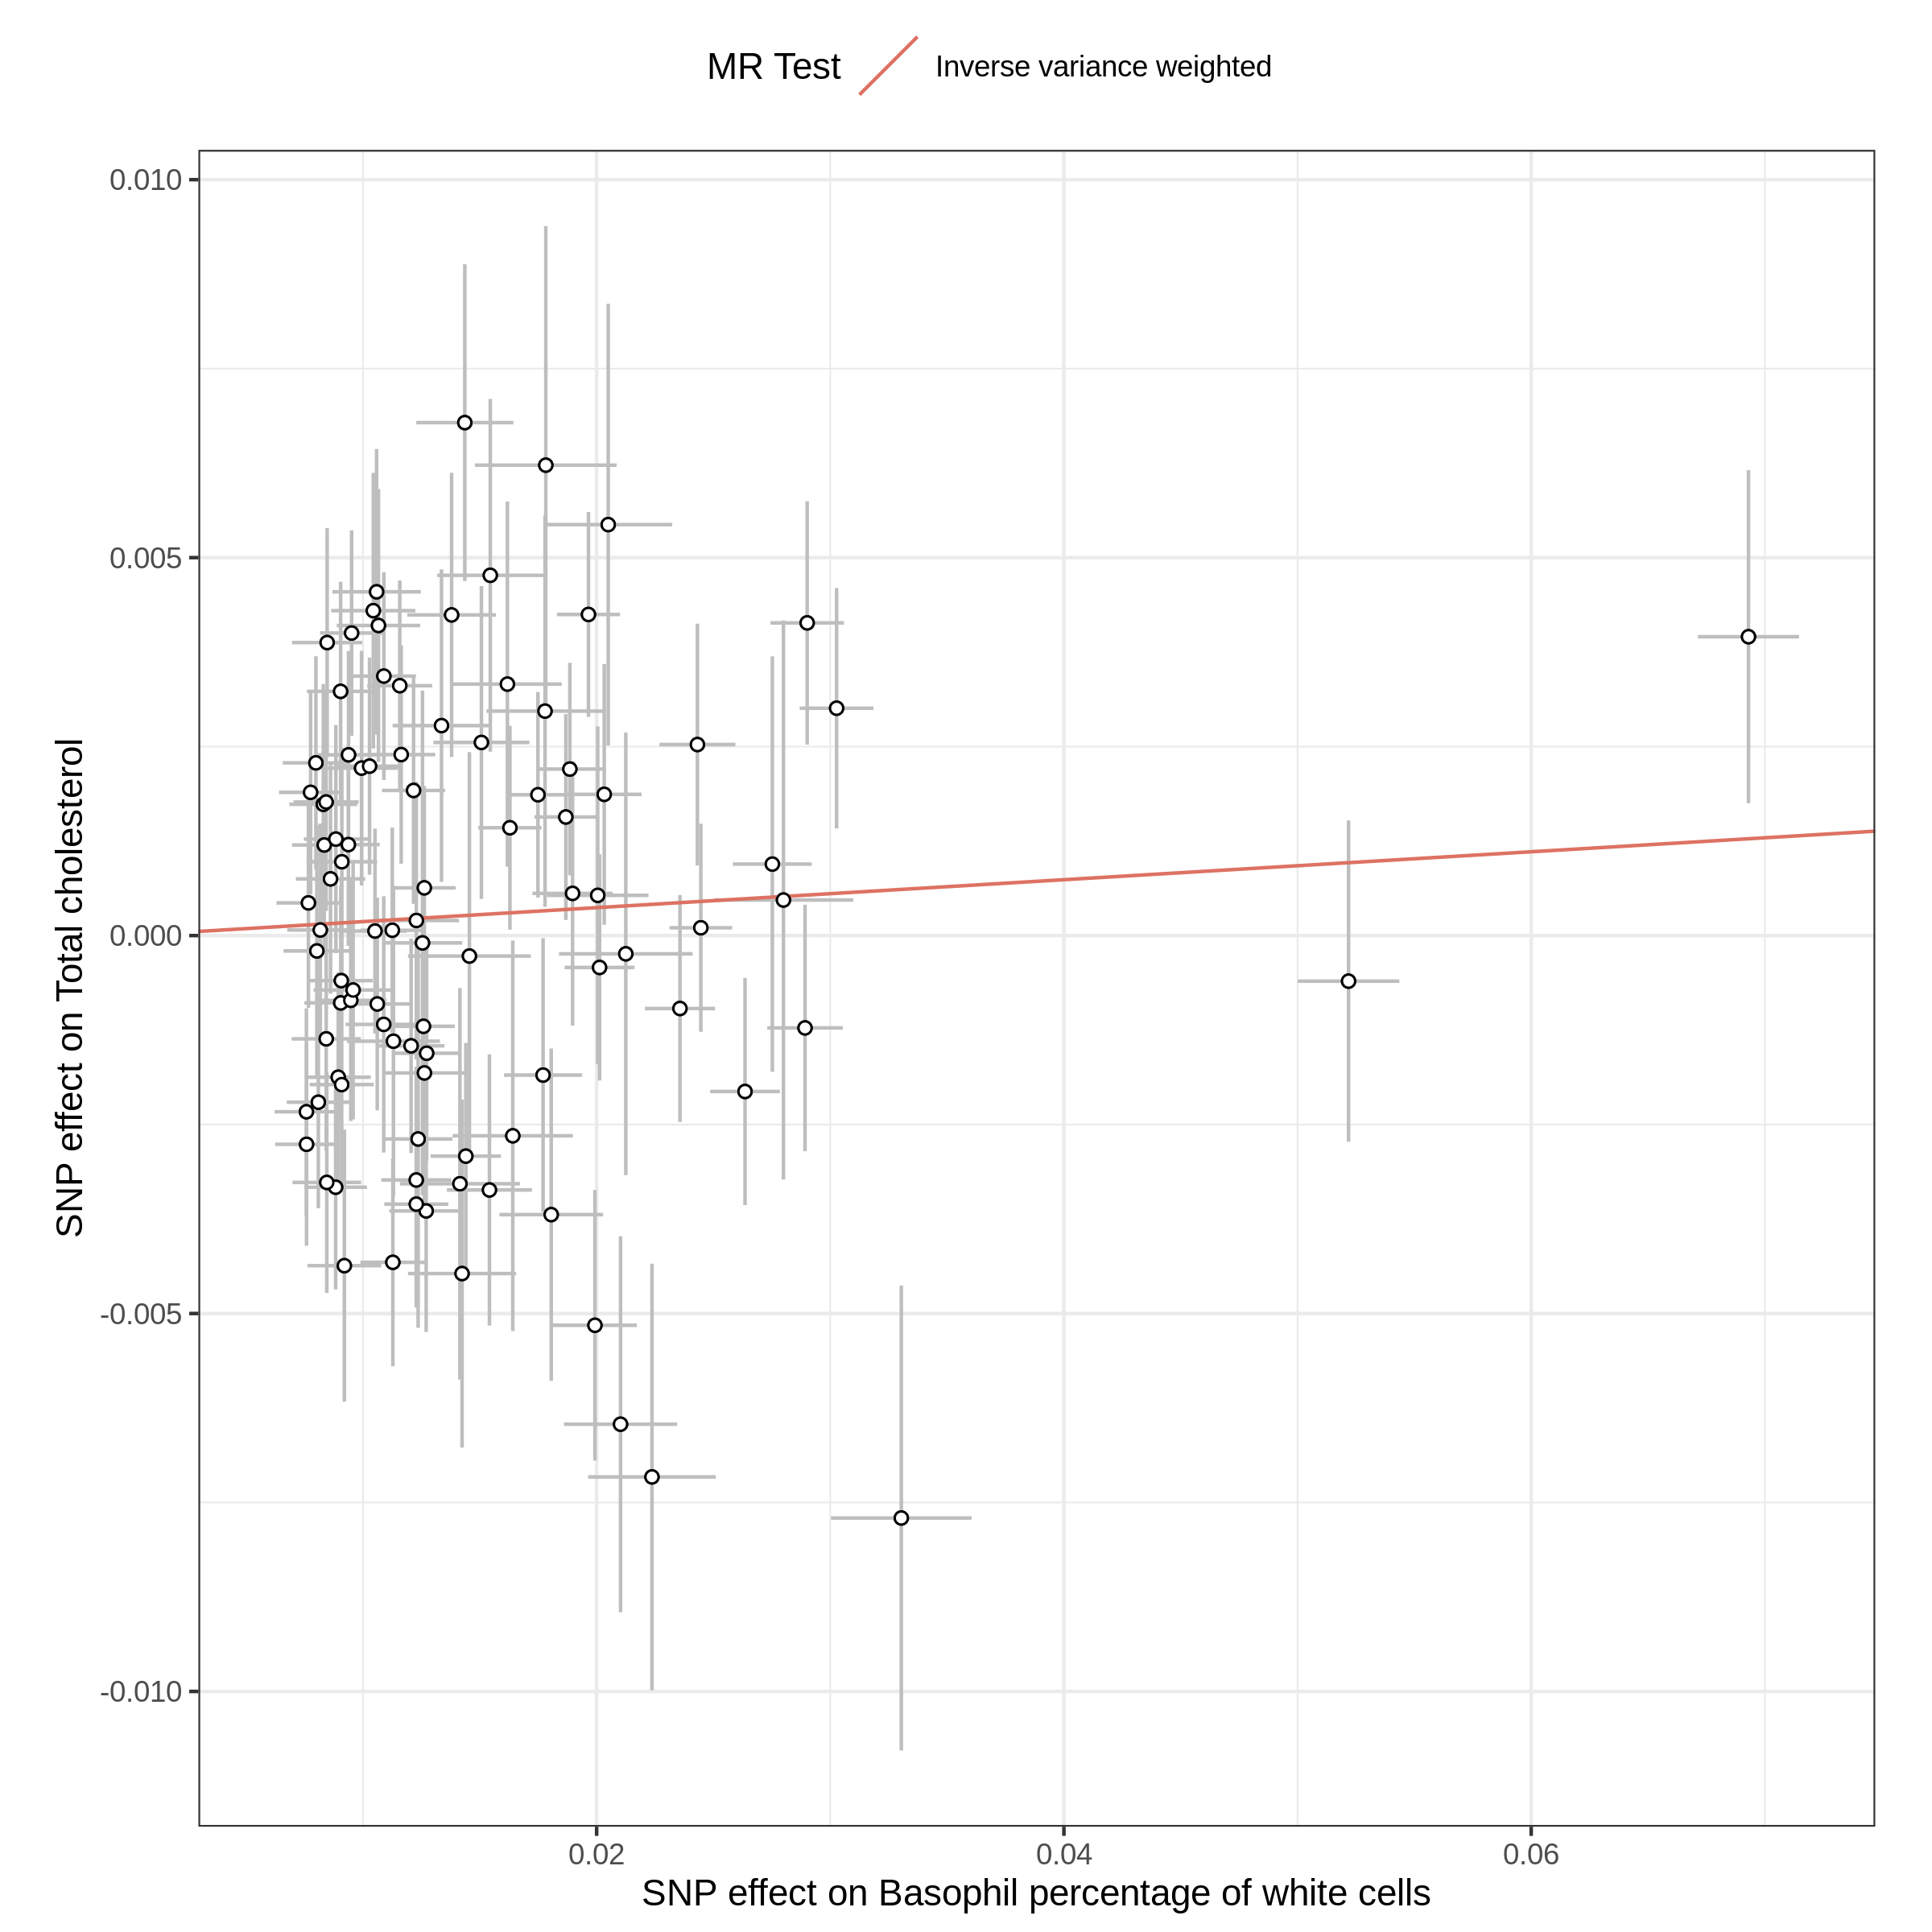 MR Test Inverse variance weighted
SNP effect on Total cholesterol
0.010
0.005
0.000
-0.005
-0.010
0.02 0.04 0.06
SNP effect on Basophil percentage of white cells